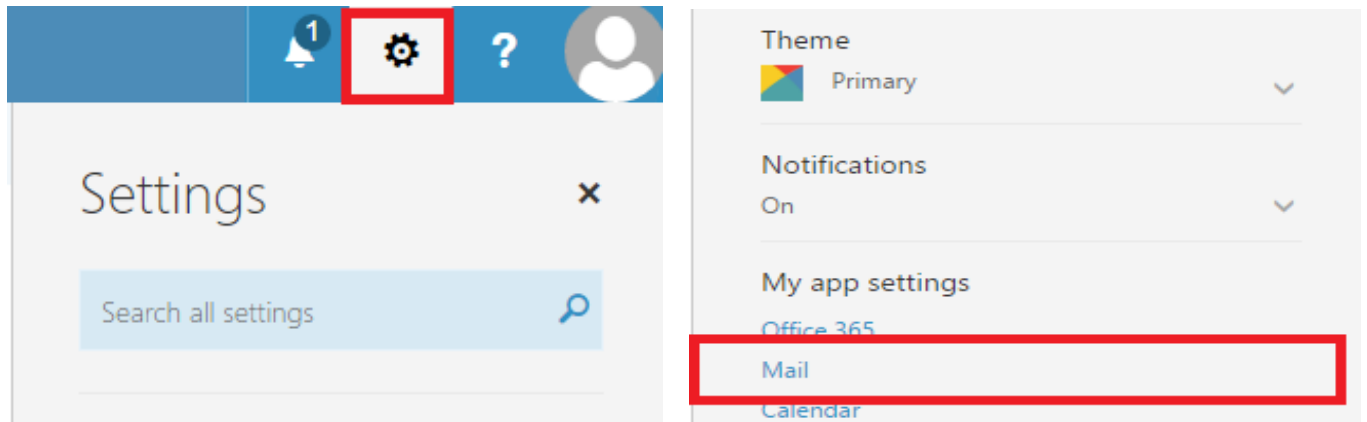 1
?
Settings
×
Search all settings
Theme
Primary
Notifications
On
My app settings
Office 365
Mail
Calendar